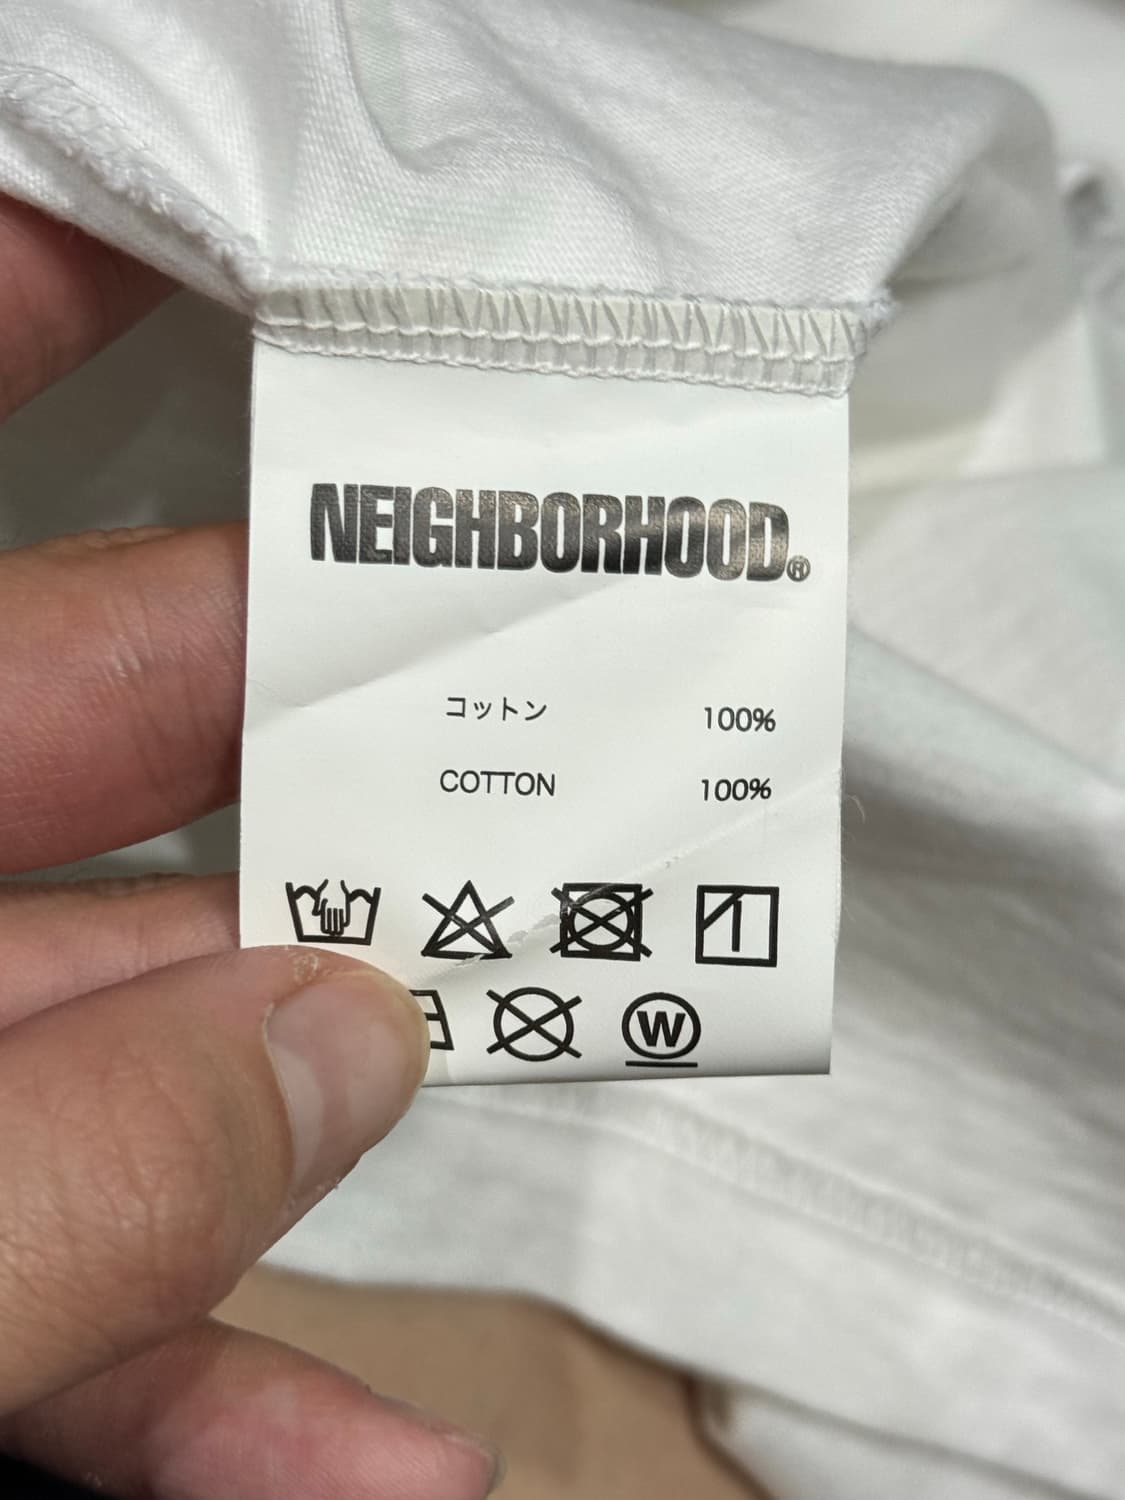 NEIGHBORHOOD®
コットン 100%
COTTON 100%
W